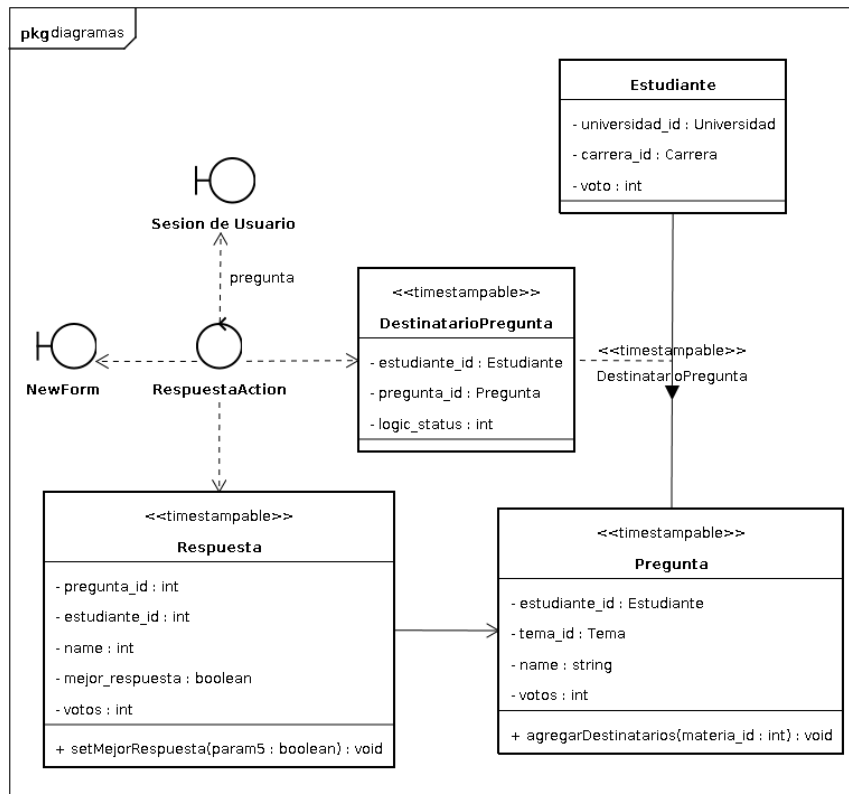 pkg diagramas
Estudiante
- universidad_id : Universidad
- carrera_id : Carrera
- voto : int
Sesion de Usuario
pregunta
NewForm
RespuestaAction
<<timestampable>>
DestinatarioPregunta
- estudiante_id : Estudiante
- pregunta_id : Pregunta
- logic_status : int
<<timestampable>>
DestinatarioPregunta
<<timestampable>>
Respuesta
- pregunta_id : int
- estudiante_id : int
- name : int
- mejor_respuesta : boolean
- votos : int
+ setMejorRespuesta(param5 : boolean) : void
<<timestampable>>
Pregunta
- estudiante_id : Estudiante
- tema_id : Tema
- name : string
- votos : int
+ agregarDestinatarios(materia_id : int) : void